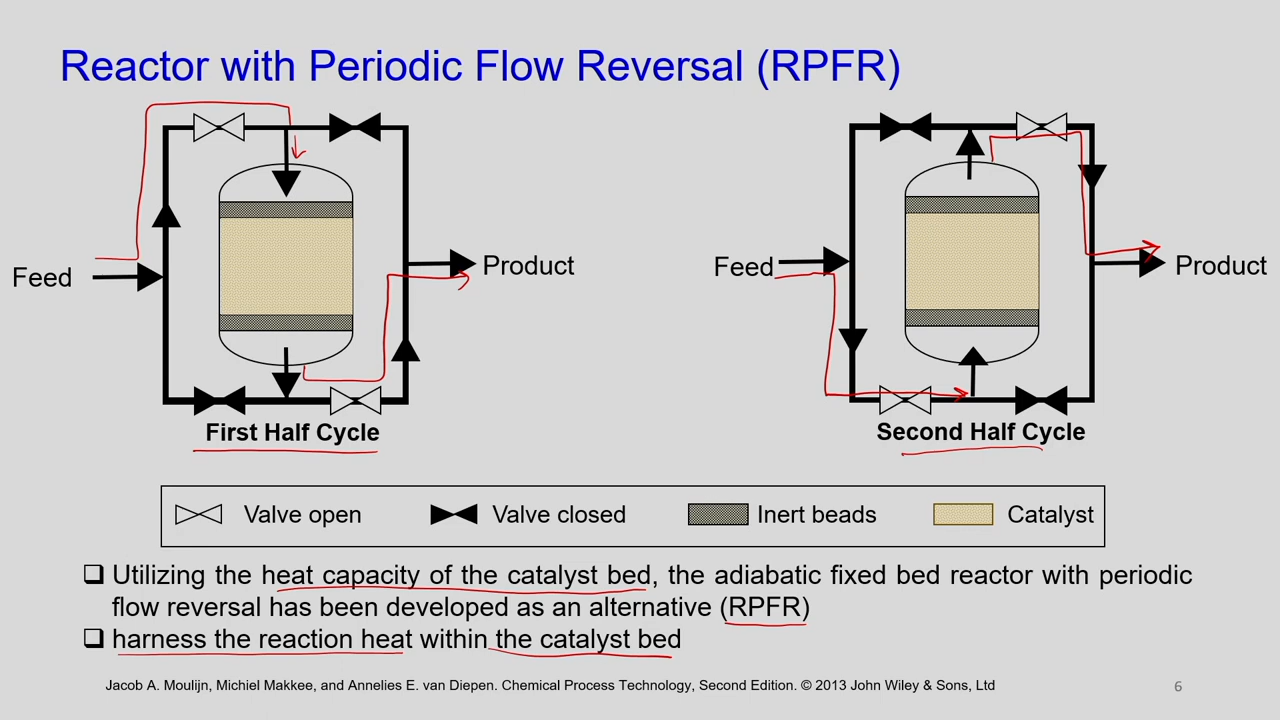 Reactor with Periodic Flow Reversal (RPFR)
Feed
Product
First Half Cycle
Feed
Product
Second Half Cycle
Valve open
Valve closed
Inert beads
Catalyst
❑ Utilizing the heat capacity of the catalyst bed, the adiabatic fixed bed reactor with periodic
flow reversal has been developed as an alternative (RPFR)
❑ harness the reaction heat within the catalyst bed
Jacob A. Moulijn, Michiel Makkee, and Annelies E. van Diepen. Chemical Process Technology, Second Edition. © 2013 John Wiley & Sons, Ltd
6